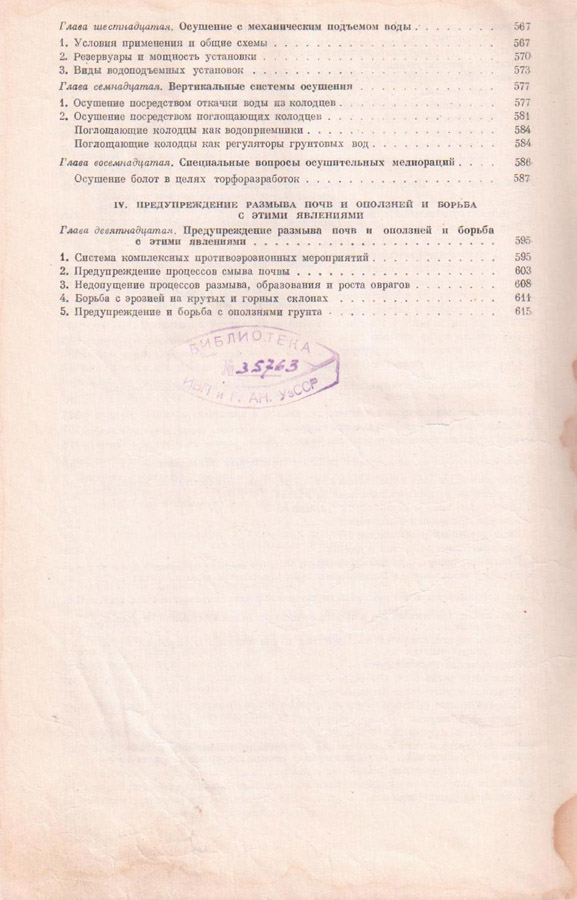 Глава шестнадцатая. Осушение с механическим подъемом воды . . . . . . . 567
1. Условия применения и общие схемы . . . . . . . . . . . . . . . . . 567
2. Резервуары и мощность установки . . . . . . . . . . . . . . . . . . 570
3. Виды водоподъемных установок . . . . . . . . . . . . . . . . . . . 573
Глава семнадцатая. Вертикальные системы осушения . . . . . . . . . . . 577
1. Осушение посредством откачки воды из колодцев . . . . . . . . . . . . 577
2. Осушение посредством поглощающих колодцев . . . . . . . . . . . . . 581
Поглощающие колодцы как водоприемники . . . . . . . . . . . . . . 584
Поглощающие колодцы как регуляторы грунтовых вод . . . . . . . . . 584
Глава восемнадцатая. Специальные вопросы осушительных мелиораций . . . . 586
Осушение болот в целях торфоразработок . . . . . . . . . . . . . . . 587
IV. ПРЕДУПРЕЖДЕНИЕ РАЗМЫВА ПОЧВ И ОПОЛЗНЕЙ И БОРЬБА
С ЭТИМИ ЯВЛЕНИЯМИ
Глава девятнадцатая. Предупреждение размыва почв и оползней и борьба
с этими явлениями . . . . . . . . . . . . . . . . . . . . 595
1. Система комплексных противоэрозионных мероприятий . . . . . . . . . 595
2. Предупреждение процессов смыва почвы . . . . . . . . . . . . . . . 603
3. Недопущение процессов размыва, образования и роста оврагов . . . . . . 608
4. Борьба с эрозией на крутых и горных склонах . . . . . . . . . . . . . 611
5. Предупреждение и борьба с оползнями грунта . . . . . . . . . . . . . 615
БИБЛИОТЕКА
№ 35763
и Г. АН. УзССР